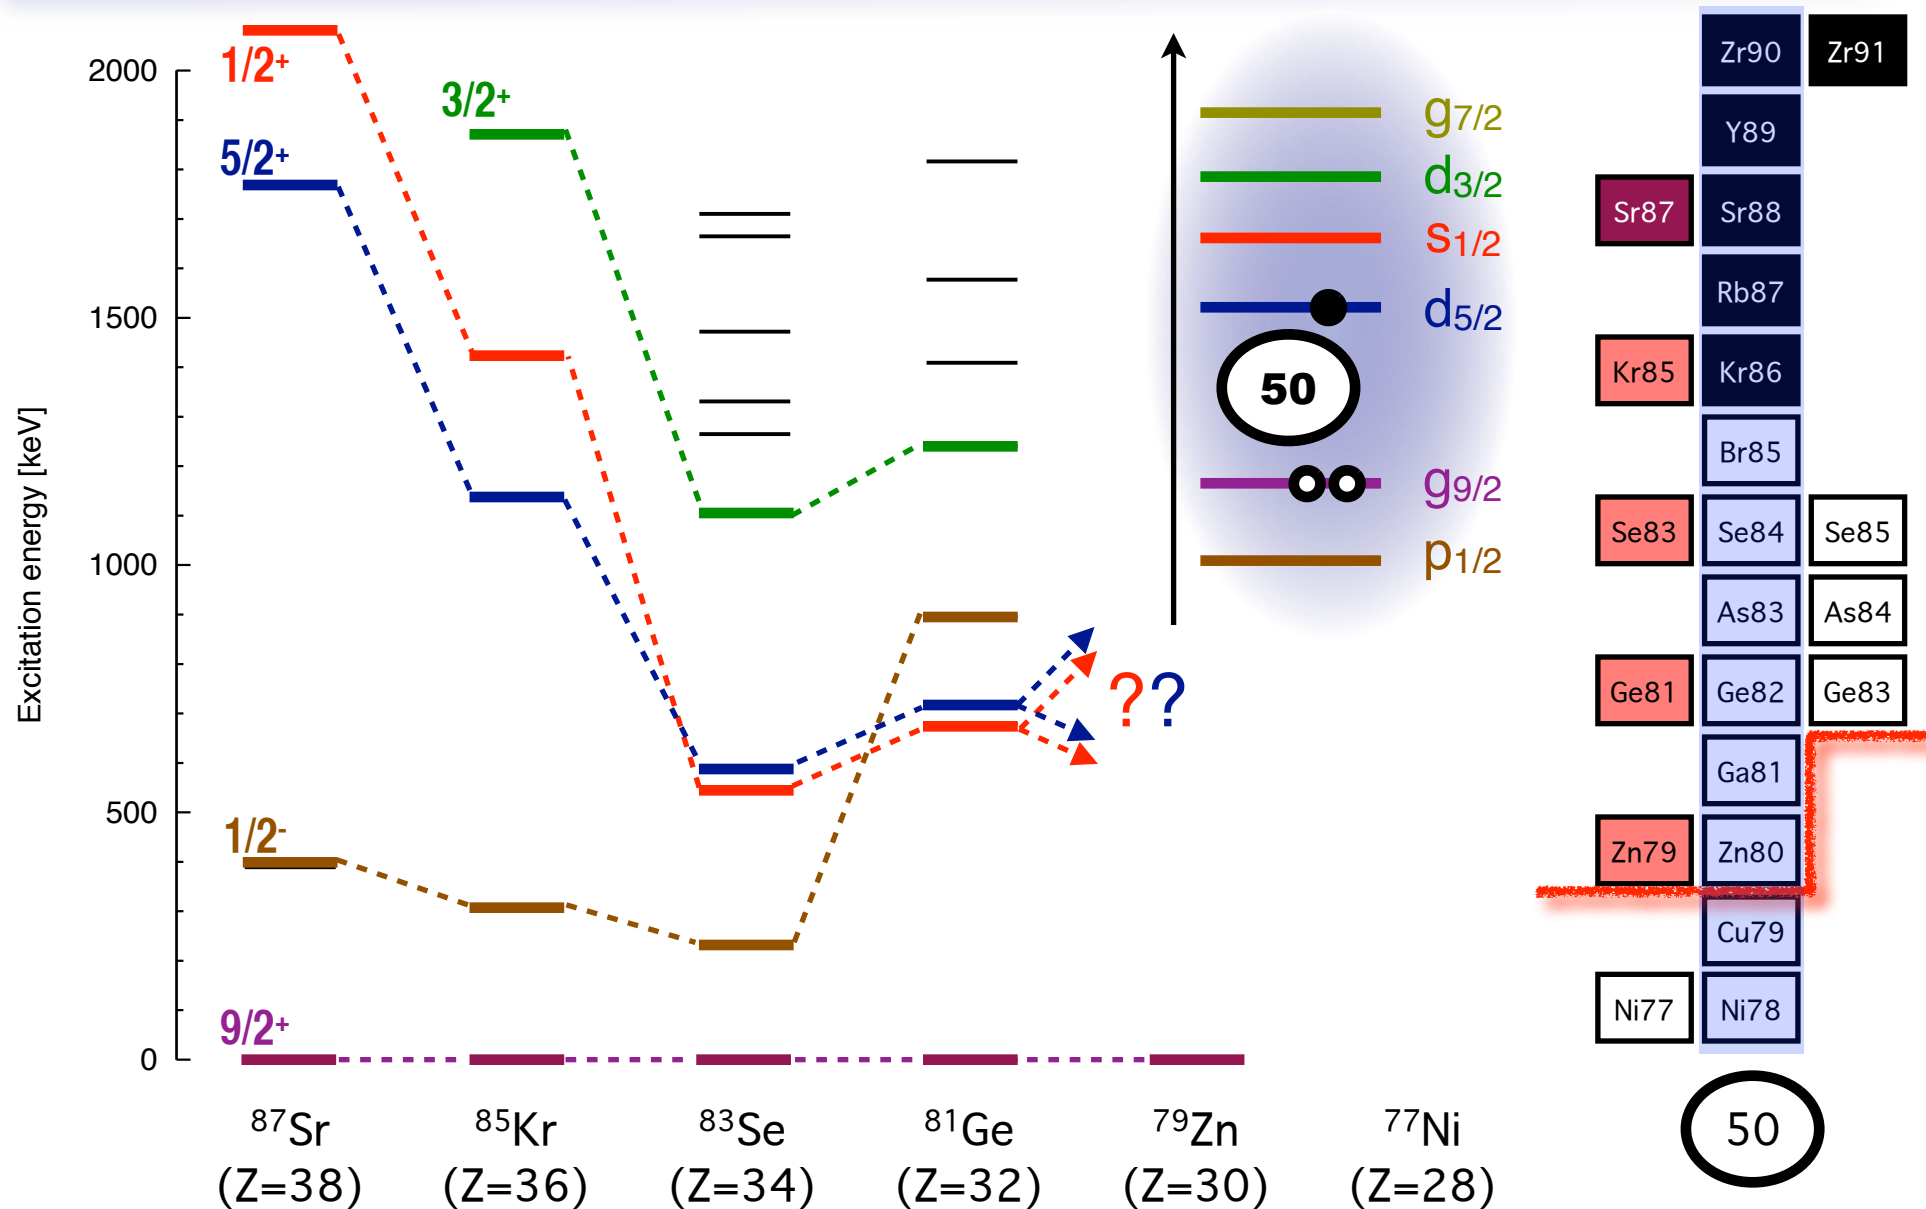 Excitation energy [keV]
2000
1500
1000
500
0
1/2+
5/2+
3/2+
1/2-
9/2+
??
g7/2
d3/2
s1/2
d5/2
50
g9/2
p1/2
87Sr
(Z=38)
85Kr
(Z=36)
83Se
(Z=34)
81Ge
(Z=32)
79Zn
(Z=30)
77Ni
(Z=28)
Zr90 Zr91
Y89
Sr87 Sr88
Rb87
Kr85 Kr86
Br85
Se83 Se84 Se85
As83 As84
Ge81 Ge82 Ge83
Ga81
Zn79 Zn80
Cu79
Ni77 Ni78
50